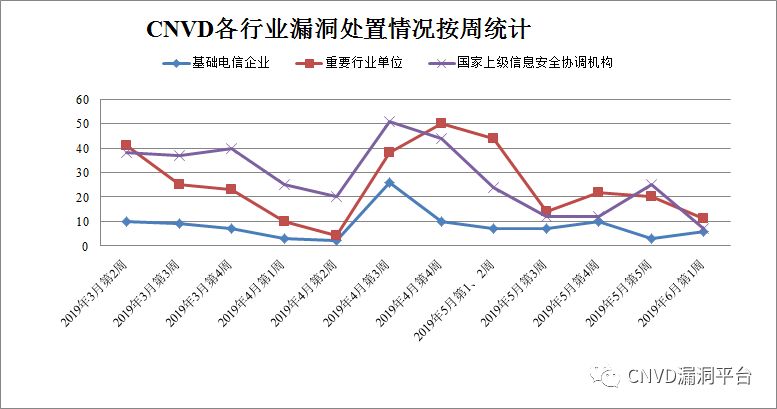 CNVD各行业漏洞处置情况按周统计
基础电信企业 重要行业单位 国家上级信息安全协调机构
60
50
40
30
20
10
0
2019年3月第2周
2019年3月第3周
2019年3月第4周
2019年4月第1周
2019年4月第2周
2019年4月第3周
2019年4月第4周
2019年5月第1、2周
2019年5月第3周
2019年5月第4周
2019年5月第5周
2019年6月第1周
CNVD漏洞平台